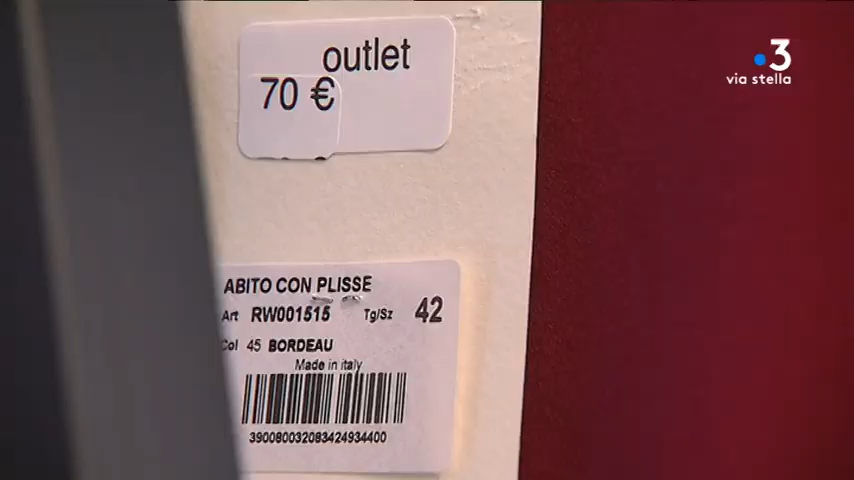 outlet
70 €
3
via stella
ABITO CON PLISSE
Art RW001515 Tg/Sz 42
Col 45 BORDEAU
Made in italy
390080032083424934400